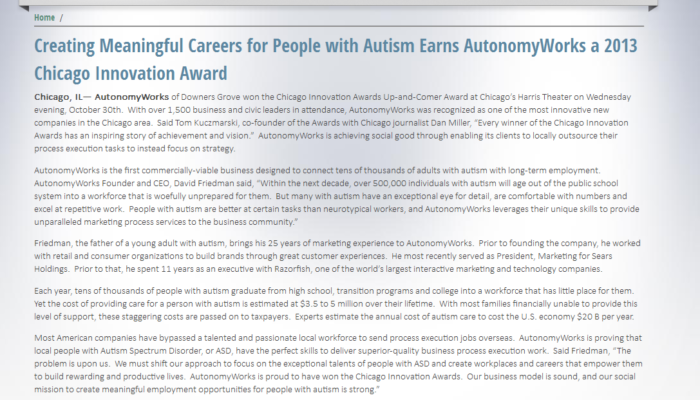 Home /
Creating Meaningful Careers for People with Autism Earns AutonomyWorks a 2013
Chicago Innovation Award
Chicago, IL— AutonomyWorks of Downers Grove won the Chicago Innovation Awards Up-and-Comer Award at Chicago's Harris Theater on Wednesday
evening, October 30th. With over 1,500 business and civic leaders in attendance, AutonomyWorks was recognized as one of the most innovative new
companies in the Chicago area. Said Tom Kuczmarski, co-founder of the Awards with Chicago journalist Dan Miller, "Every winner of the Chicago Innovation
Awards has an inspiring story of achievement and vision." AutonomyWorks is achieving social good through enabling its clients to locally outsource their
process execution tasks to instead focus on strategy.
AutonomyWorks is the first commercially-viable business designed to connect tens of thousands of adults with autism with long-term employment.
AutonomyWorks Founder and CEO, David Friedman said, "Within the next decade, over 500,000 individuals with autism will age out of the public school
system into a workforce that is woefully unprepared for them. But many with autism have an exceptional eye for detail, are comfortable with numbers and
excel at repetitive work. People with autism are better at certain tasks than neurotypical workers, and AutonomyWorks leverages their unique skills to provide
unparalleled marketing process services to the business community."
Friedman, the father of a young adult with autism, brings his 25 years of marketing experience to AutonomyWorks. Prior to founding the company, he worked
with retail and consumer organizations to build brands through great customer experiences. He most recently served as President, Marketing for Sears
Holdings. Prior to that, he spent 11 years as an executive with Razorfish, one of the world's largest interactive marketing and technology companies.
Each year, tens of thousands of people with autism graduate from high school, transition programs and college into a workforce that has little place for them.
Yet the cost of providing care for a person with autism is estimated at $3.5 to 5 million over their lifetime. With most families financially unable to provide this
level of support, these staggering costs are passed on to taxpayers. Experts estimate the annual cost of autism care to cost the U.S. economy $20 B per year.
Most American companies have bypassed a talented and passionate local workforce to send process execution jobs overseas. AutonomyWorks is proving that
local people with Autism Spectrum Disorder, or ASD, have the perfect skills to deliver superior-quality business process execution work. Said Friedman, "The
problem is upon us. We must shift our approach to focus on the exceptional talents of people with ASD and create workplaces and careers that empower them
to build rewarding and productive lives. AutonomyWorks is proud to have won the Chicago Innovation Awards. Our business model is sound, and our social
mission to create meaningful employment opportunities for people with autism is strong."